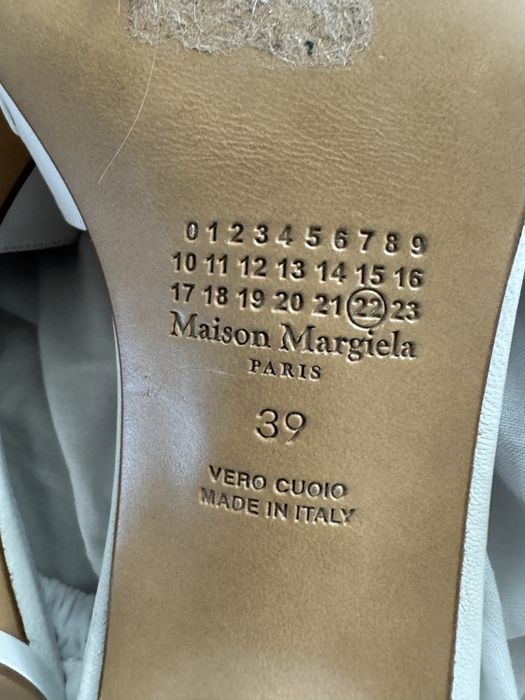 0 1 2 3 4 5 6 7 8 9
10 11 12 13 14 15 16
17 18 19 20 21 22 23
Maison Margiela
PARIS
39
VERO CUOIO
MADE IN ITALY